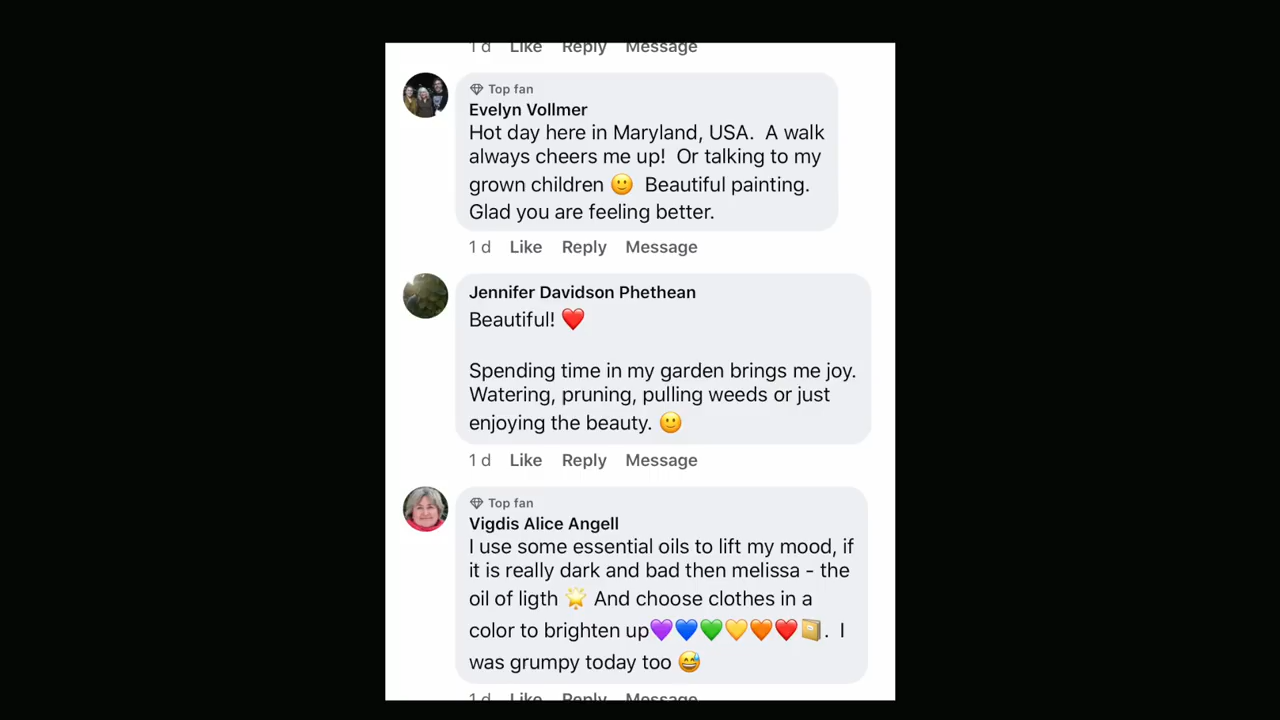 1 d Like Reply Message
Top fan
Evelyn Vollmer
Hot day here in Maryland, USA.  A walk
always cheers me up!  Or talking to my
grown children 🙂  Beautiful painting.
Glad you are feeling better.
1 d Like Reply Message
Jennifer Davidson Phethean
Beautiful! ❤️
Spending time in my garden brings me joy.
Watering, pruning, pulling weeds or just
enjoying the beauty. 🙂
1 d Like Reply Message
Top fan
Vigdis Alice Angell
I use some essential oils to lift my mood, if
it is really dark and bad then melissa - the
oil of ligth 🌟 And choose clothes in a
color to brighten up💜💙💚💛🧡❤️📔.  I
was grumpy today too 😅
1 d Like Reply Message